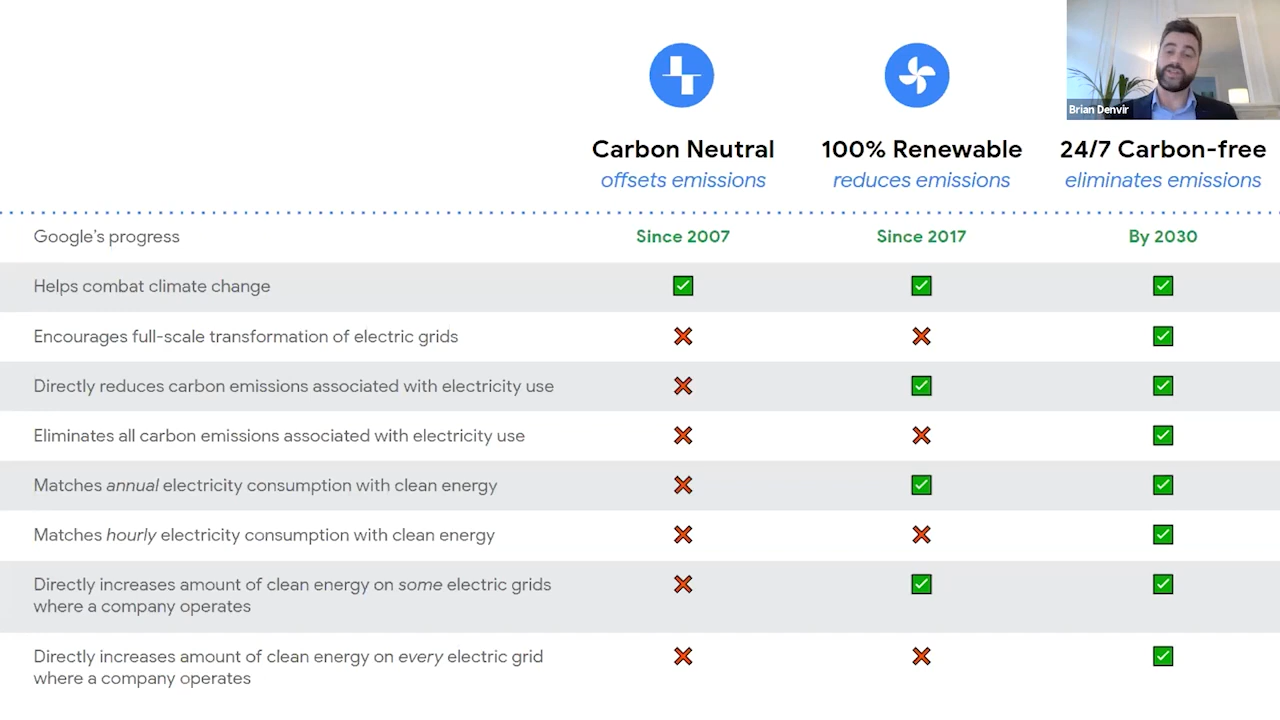 Brian Denvir
Carbon Neutral
offsets emissions
100% Renewable
reduces emissions
24/7 Carbon-free
eliminates emissions
Google's progress
Since 2007
Since 2017
By 2030
Helps combat climate change
Encourages full-scale transformation of electric grids
Directly reduces carbon emissions associated with electricity use
Eliminates all carbon emissions associated with electricity use
Matches annual electricity consumption with clean energy
Matches hourly electricity consumption with clean energy
Directly increases amount of clean energy on some electric grids
where a company operates
Directly increases amount of clean energy on every electric grid
where a company operates